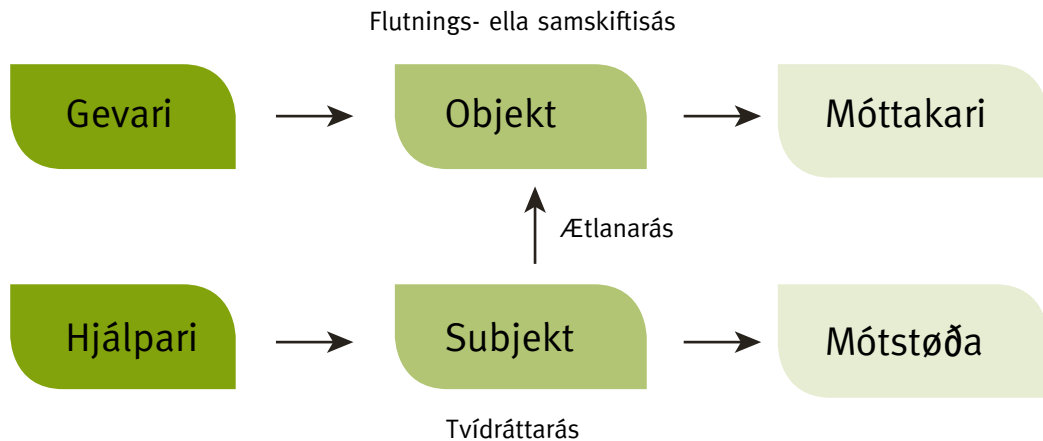 Flutnings- ella samskiftisás
Gevari
Objekt
Móttakari
Ætlanarás
Hjálpari
Subjekt
Mótstøða
Tvídráttarás